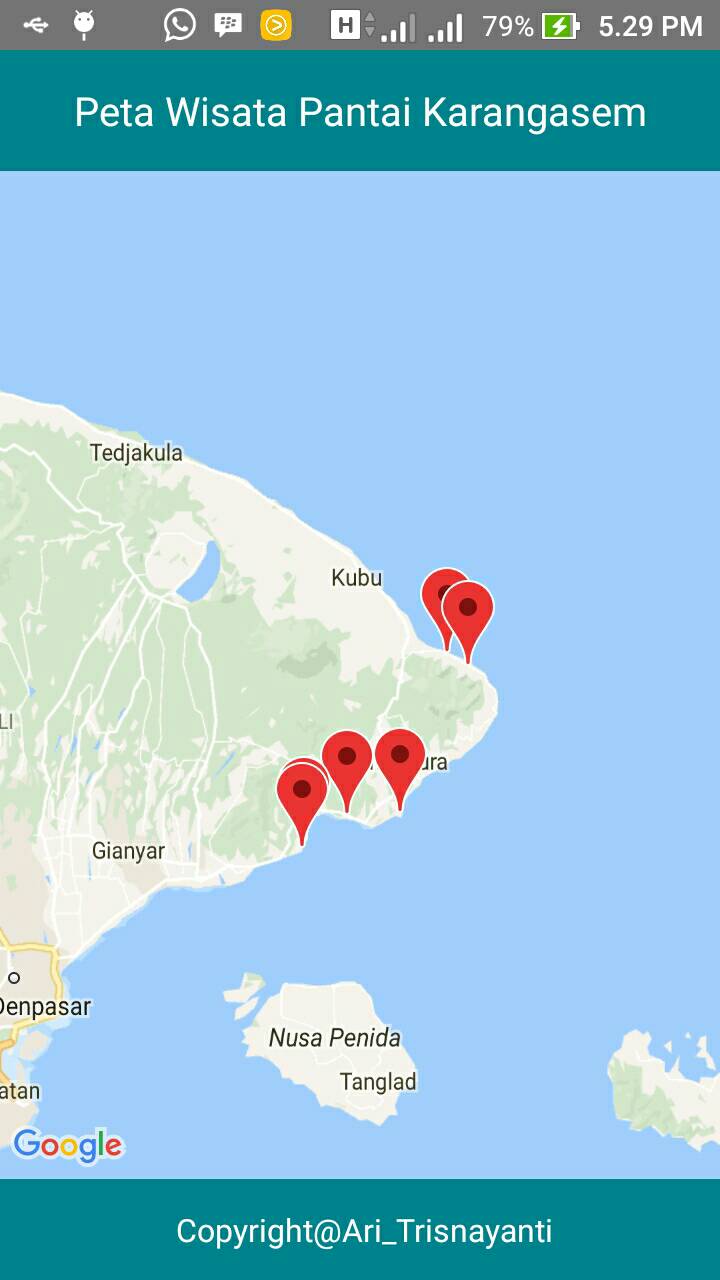 H 79% 5.29 PM
Peta Wisata Pantai Karangasem
Tedjakula
Kubu
LI
ura
Gianyar
Denpasar
Nusa Penida
Tanglad
atan
Google
Copyright@Ari_Trisnayanti